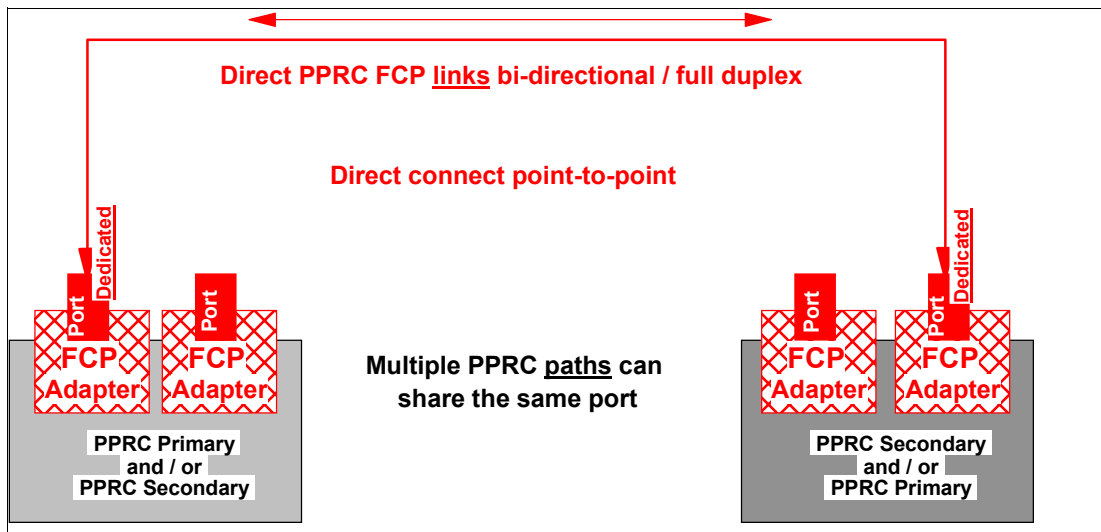 Direct PPRC FCP links bi-directional / full duplex
Direct connect point-to-point
Dedicated
Port
Port
FCP
Adapter
FCP
Adapter
PPRC Primary
and / or
PPRC Secondary
Multiple PPRC paths can
share the same port
Port
Port
Dedicated
FCP
Adapter
FCP
Adapter
PPRC Secondary
and / or
PPRC Primary